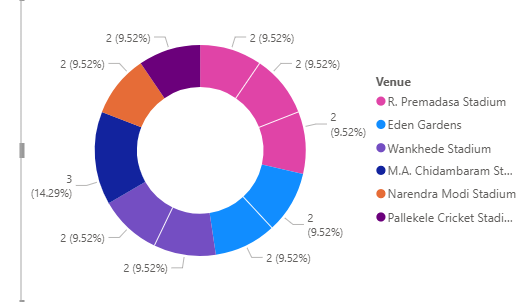 2 (9.52%)
2 (9.52%)
2 (9.52%)
2 (9.52%)
2
(9.52%)
3
(14.29%)
2 (9.52%)
2
(9.52%)
2 (9.52%)
2 (9.52%)
Venue
R. Premadasa Stadium
Eden Gardens
Wankhede Stadium
M.A. Chidambaram St...
Narendra Modi Stadium
Pallekele Cricket Stadi...